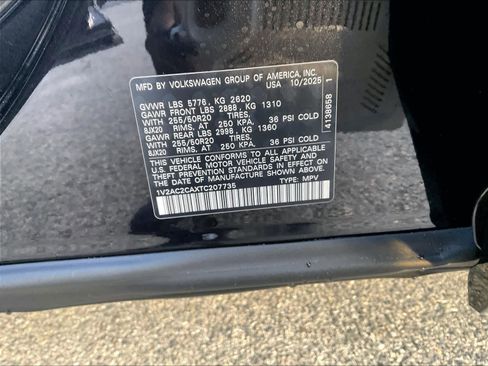 MFD BY VOLKSWAGEN GROUP OF AMERICA, INC.
USA 10/2025
GVWR LBS 5776, KG 2620
GAWR FRONT LBS 2888, KG 1310
WITH 255/50R20 TIRES,
8JX20 RIMS, AT 250 KPA, 36 PSI COLD
GAWR REAR LBS 2998, KG 1360
WITH 255/50R20 TIRES,
8JX20 RIMS, AT 250 KPA, 36 PSI COLD
THIS VEHICLE CONFORMS TO ALL APPLICABLE
U.S. FEDERAL MOTOR VEHICLE SAFETY AND
THEFT PREVENTION STANDARDS IN EFFECT ON
THE DATE OF MANUFACTURE SHOWN ABOVE.
1V2AC2CAXTC207735 TYPE: MPV
4138658 1